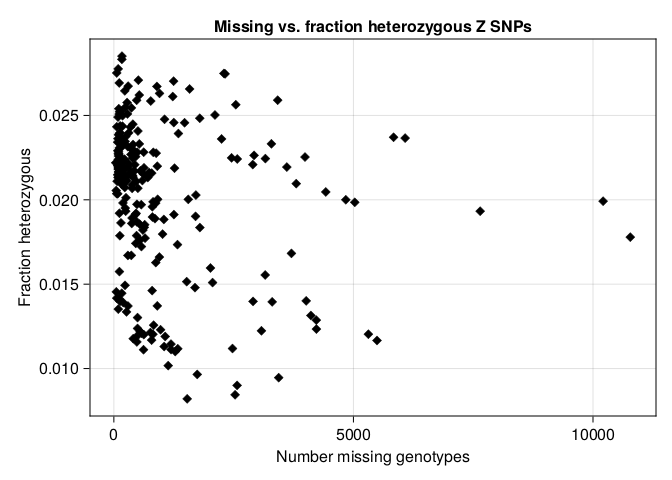 Missing vs. fraction heterozygous Z SNPs
Fraction heterozygous
0.025
0.020
0.015
0.010
0
5000
10000
Number missing genotypes